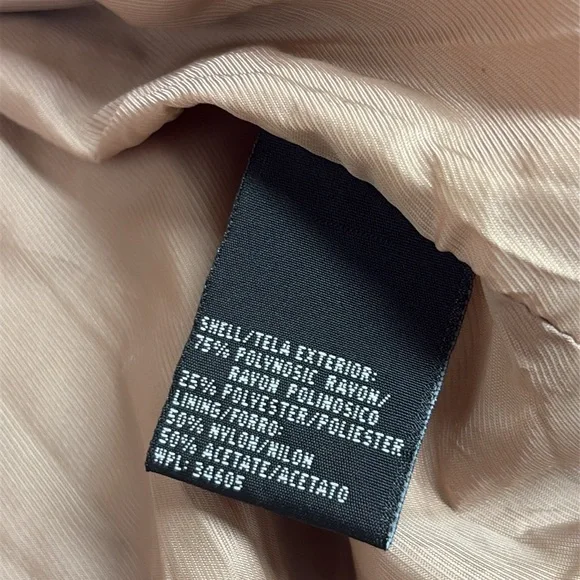 SHELL/TELA EXTERIOR.
75% POLYNOSIC RAYON/
RAYON POLINOSICO
25% POLYESTER/POLIESTER
LINING/FORRO:
50% NYLON/NILON
50% ACETATE/ACETATO
WPL: 34605